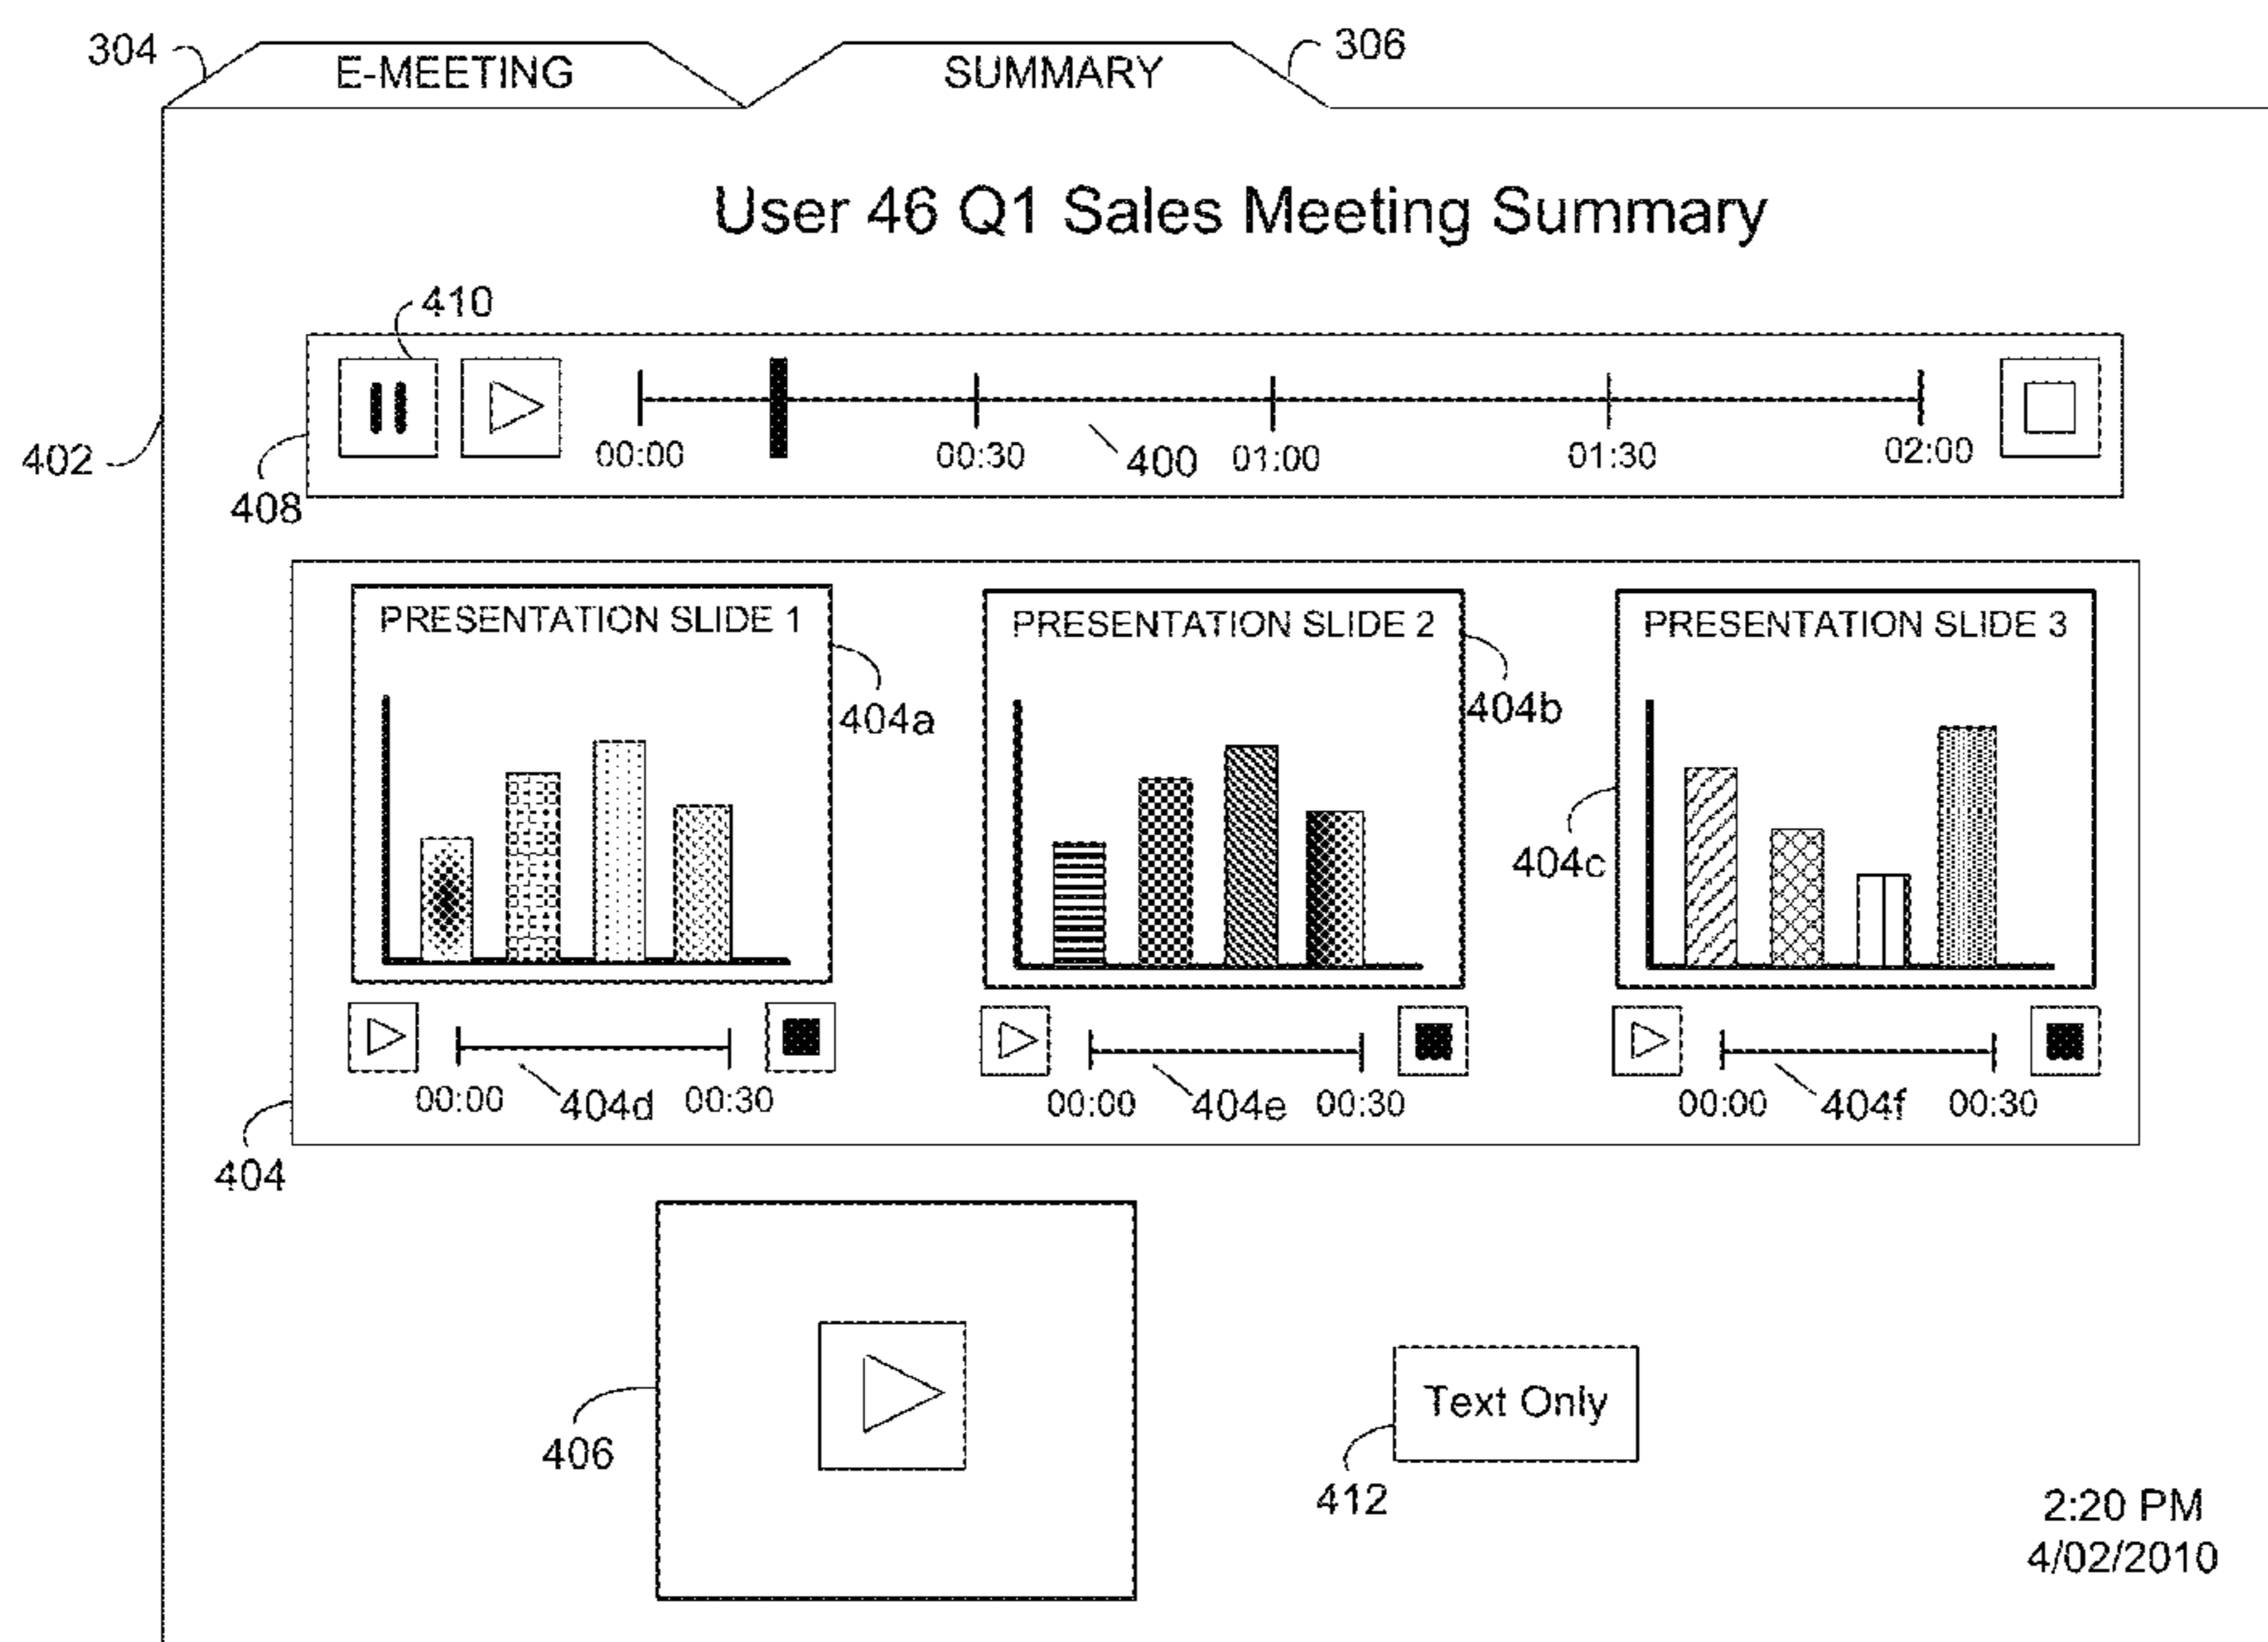 304 E-MEETING SUMMARY 306
User 46 Q1 Sales Meeting Summary
410
00:00 00:30 400 01:00 01:30 02:00
402
408
PRESENTATION SLIDE 1 PRESENTATION SLIDE 2 PRESENTATION SLIDE 3
404a 404b
404c
00:00 404d 00:30 00:00 404e 00:30 00:00 404f 00:30
404
406
Text Only
412
2:20 PM
4/02/2010